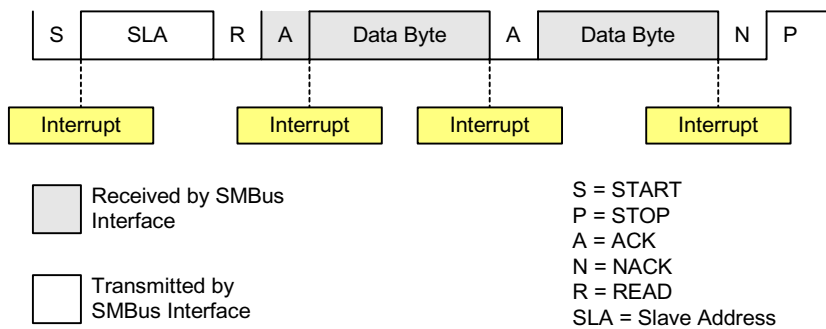 S SLA R A Data Byte A Data Byte N P
Interrupt Interrupt Interrupt Interrupt
Received by SMBus
Interface
Transmitted by
SMBus Interface
S = START
P = STOP
A = ACK
N = NACK
R = READ
SLA = Slave Address